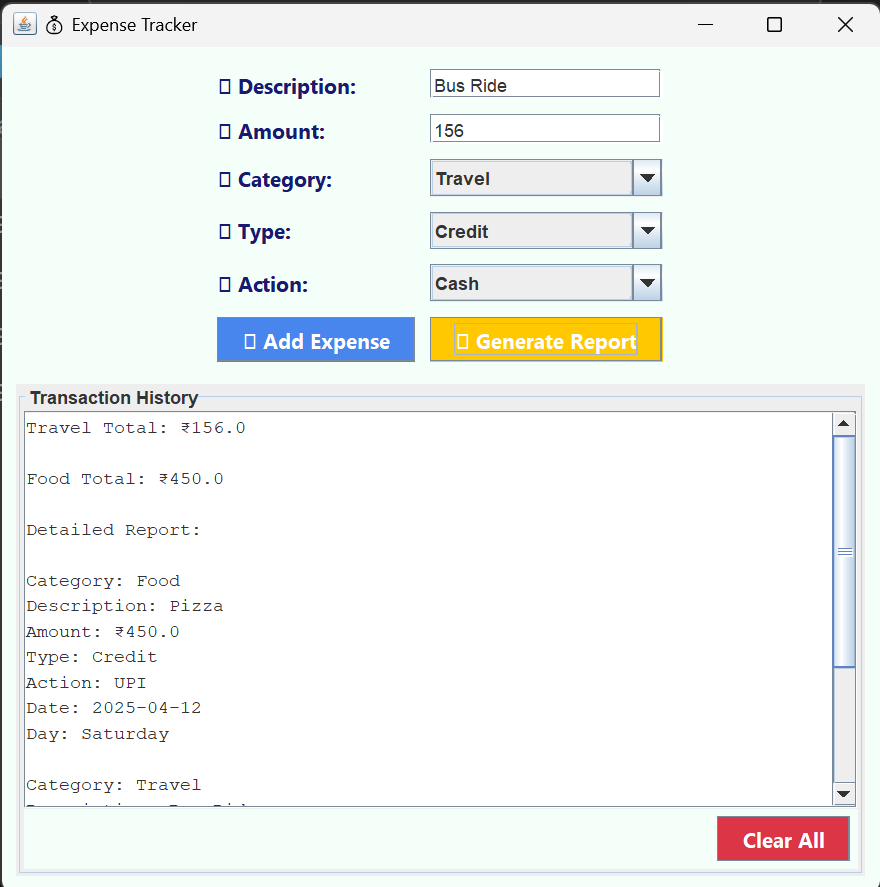 Expense Tracker
Description: Bus Ride
Amount: 156
Category: Travel
Type: Credit
Action: Cash
Add Expense Generate Report
Transaction History
Travel Total: ₹156.0
Food Total: ₹450.0
Detailed Report:
Category: Food
Description: Pizza
Amount: ₹450.0
Type: Credit
Action: UPI
Date: 2025-04-12
Day: Saturday
Category: Travel
Clear All